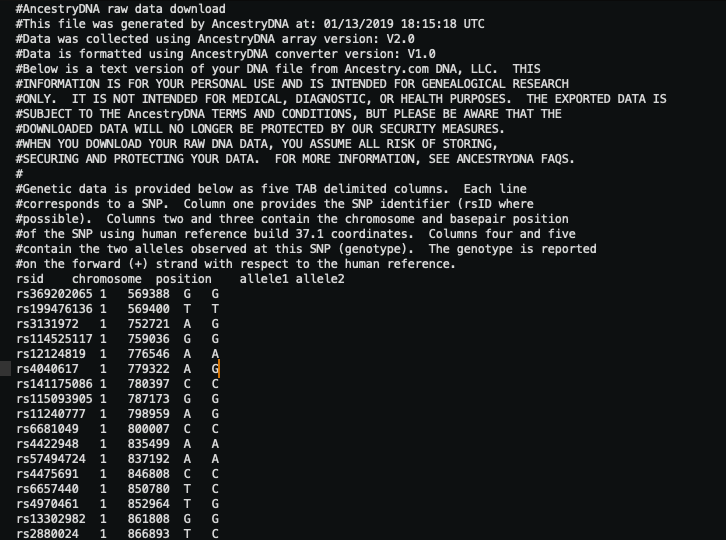 #AncestryDNA raw data download
#This file was generated by AncestryDNA at: 01/13/2019 18:15:18 UTC
#Data was collected using AncestryDNA array version: V2.0
#Data is formatted using AncestryDNA converter version: V1.0
#Below is a text version of your DNA file from Ancestry.com DNA, LLC.  THIS
#INFORMATION IS FOR YOUR PERSONAL USE AND IS INTENDED FOR GENEALOGICAL RESEARCH
#ONLY.  IT IS NOT INTENDED FOR MEDICAL, DIAGNOSTIC, OR HEALTH PURPOSES.  THE EXPORTED DATA IS
#SUBJECT TO THE AncestryDNA TERMS AND CONDITIONS, BUT PLEASE BE AWARE THAT THE
#DOWNLOADED DATA WILL NO LONGER BE PROTECTED BY OUR SECURITY MEASURES.
#WHEN YOU DOWNLOAD YOUR RAW DNA DATA, YOU ASSUME ALL RISK OF STORING,
#SECURING AND PROTECTING YOUR DATA.  FOR MORE INFORMATION, SEE ANCESTRYDNA FAQS.
#
#Genetic data is provided below as five TAB delimited columns.  Each line
#corresponds to a SNP.  Column one provides the SNP identifier (rsID where
#possible).  Columns two and three contain the chromosome and basepair position
#of the SNP using human reference build 37.1 coordinates.  Columns four and five
#contain the two alleles observed at this SNP (genotype).  The genotype is reported
#on the forward (+) strand with respect to the human reference.
rsid chromosome position allele1 allele2
rs369202065 1 569388 G G
rs199476136 1 569400 T T
rs3131972 1 752721 A G
rs114525117 1 759036 G G
rs12124819 1 776546 A A
rs4040617 1 779322 A G
rs141175086 1 780397 C C
rs115093905 1 787173 G G
rs11240777 1 798959 A G
rs6681049 1 800007 C C
rs4422948 1 835499 A A
rs57494724 1 837192 A A
rs4475691 1 846808 C C
rs6657440 1 850780 T C
rs4970461 1 852964 T G
rs13302982 1 861808 G G
rs2880024 1 866893 T C